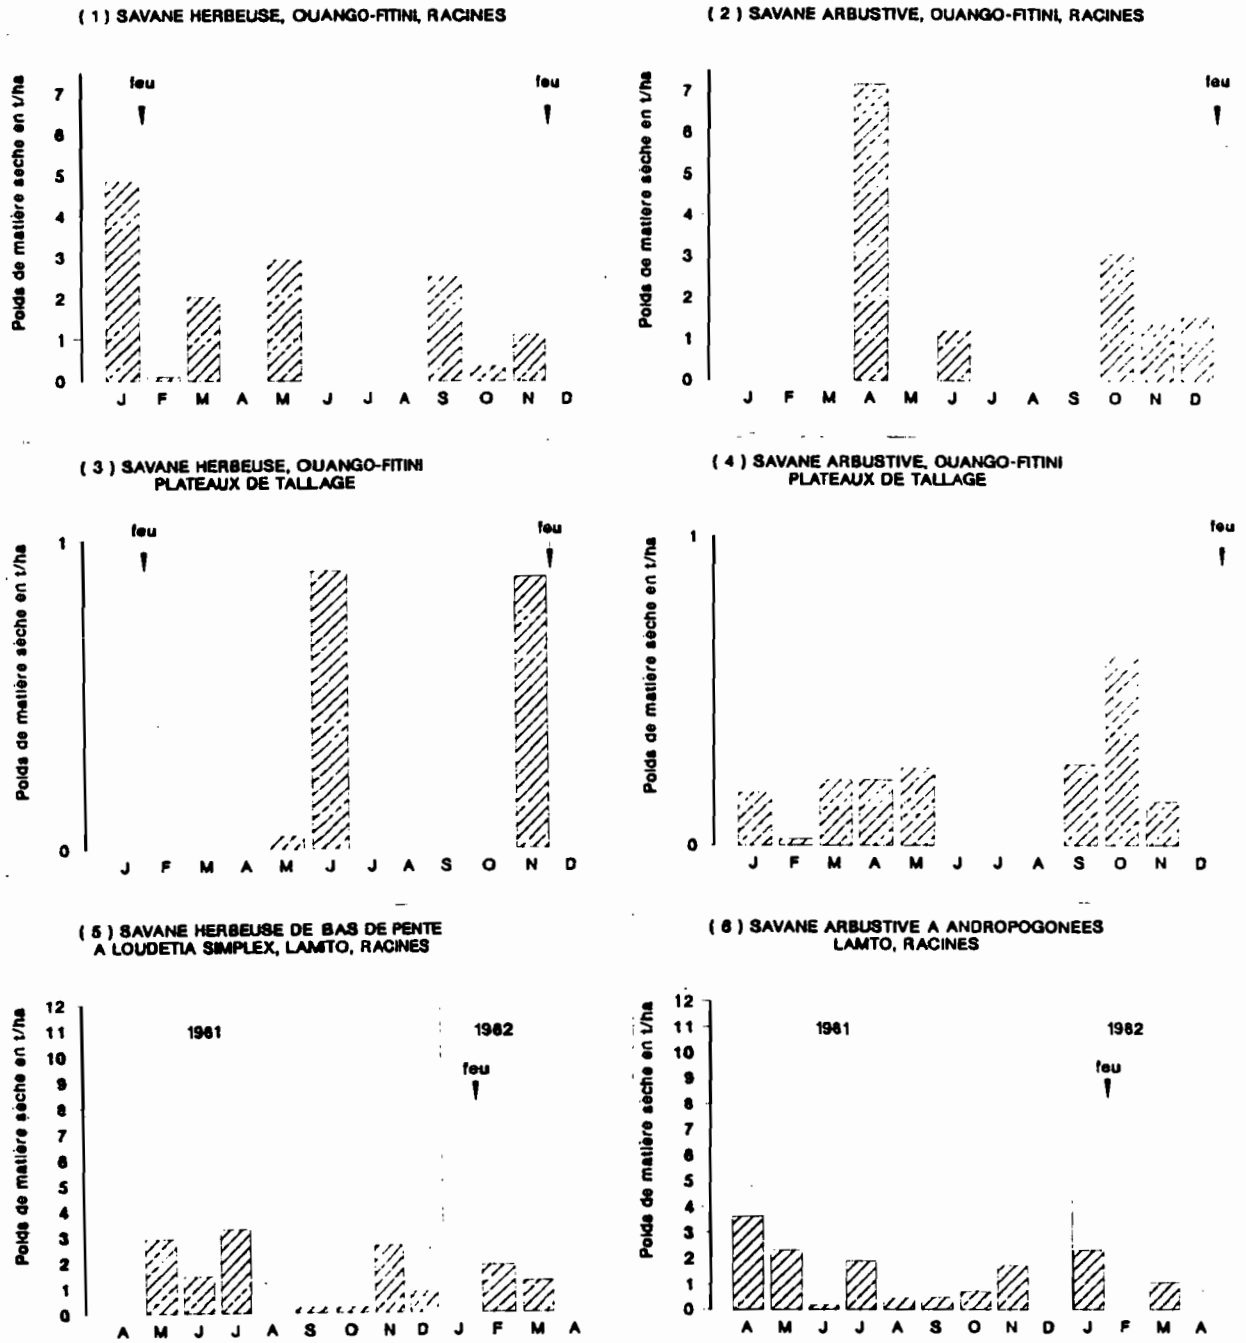 ( 1 ) SAVANE HERBEUSE, OUANGO-FITINI, RACINES
Poids de matière sèche en t/ha
7
6
5
4
3
2
1
0
feu
feu
J F M A M J J A S O N D
( 2 ) SAVANE ARBUSTIVE, OUANGO-FITINI, RACINES
Poids de matière sèche en t/ha
7
6
5
4
3
2
1
0
feu
J F M A M J J A S O N D
( 3 ) SAVANE HERBEUSE, OUANGO-FITINI
PLATEAUX DE TALLAGE
Poids de matière sèche en t/ha
1
0
feu
feu
J F M A M J J A S O N D
( 4 ) SAVANE ARBUSTIVE, OUANGO-FITINI
PLATEAUX DE TALLAGE
Poids de matière sèche en t/ha
1
0
feu
J F M A M J J A S O N D
( 5 ) SAVANE HERBEUSE DE BAS DE PENTE
A LOUDETIA SIMPLEX, LAMTO, RACINES
Poids de matière sèche en t/ha
12
11
10
9
8
7
6
5
4
3
2
1
0
1981
1982
feu
A M J J A S O N D J F M A
( 6 ) SAVANE ARBUSTIVE A ANDROPOGONEES
LAMTO, RACINES
Poids de matière sèche en t/ha
12
11
10
9
8
7
6
5
4
3
2
1
0
1981
1982
feu
A M J J A S O N D J F M A